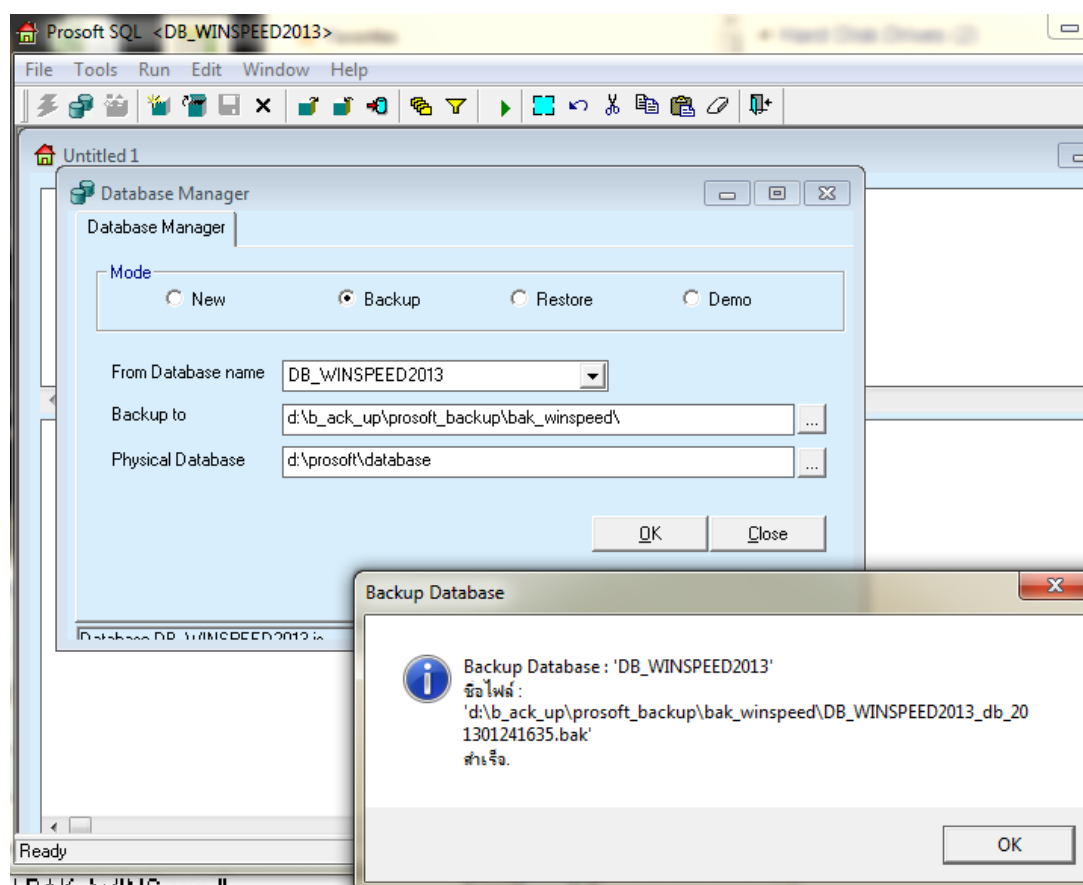 Prosoft SQL <DB_WINSPEED2013>
File Tools Run Edit Window Help
Untitled 1
Database Manager
Database Manager
Mode
New Backup Restore Demo
From Database name DB_WINSPEED2013
Backup to d:\b_ack_up\prosoft_backup\bak_winspeed\ ...
Physical Database d:\prosoft\database ...
OK Close
Backup Database
Database DB_WINSPEED2013 is
Backup Database : 'DB_WINSPEED2013'
ชื่อไฟล์ :
'd:\b_ack_up\prosoft_backup\bak_winspeed\DB_WINSPEED2013_db_20
1301241635.bak'
สำเร็จ.
OK
Ready